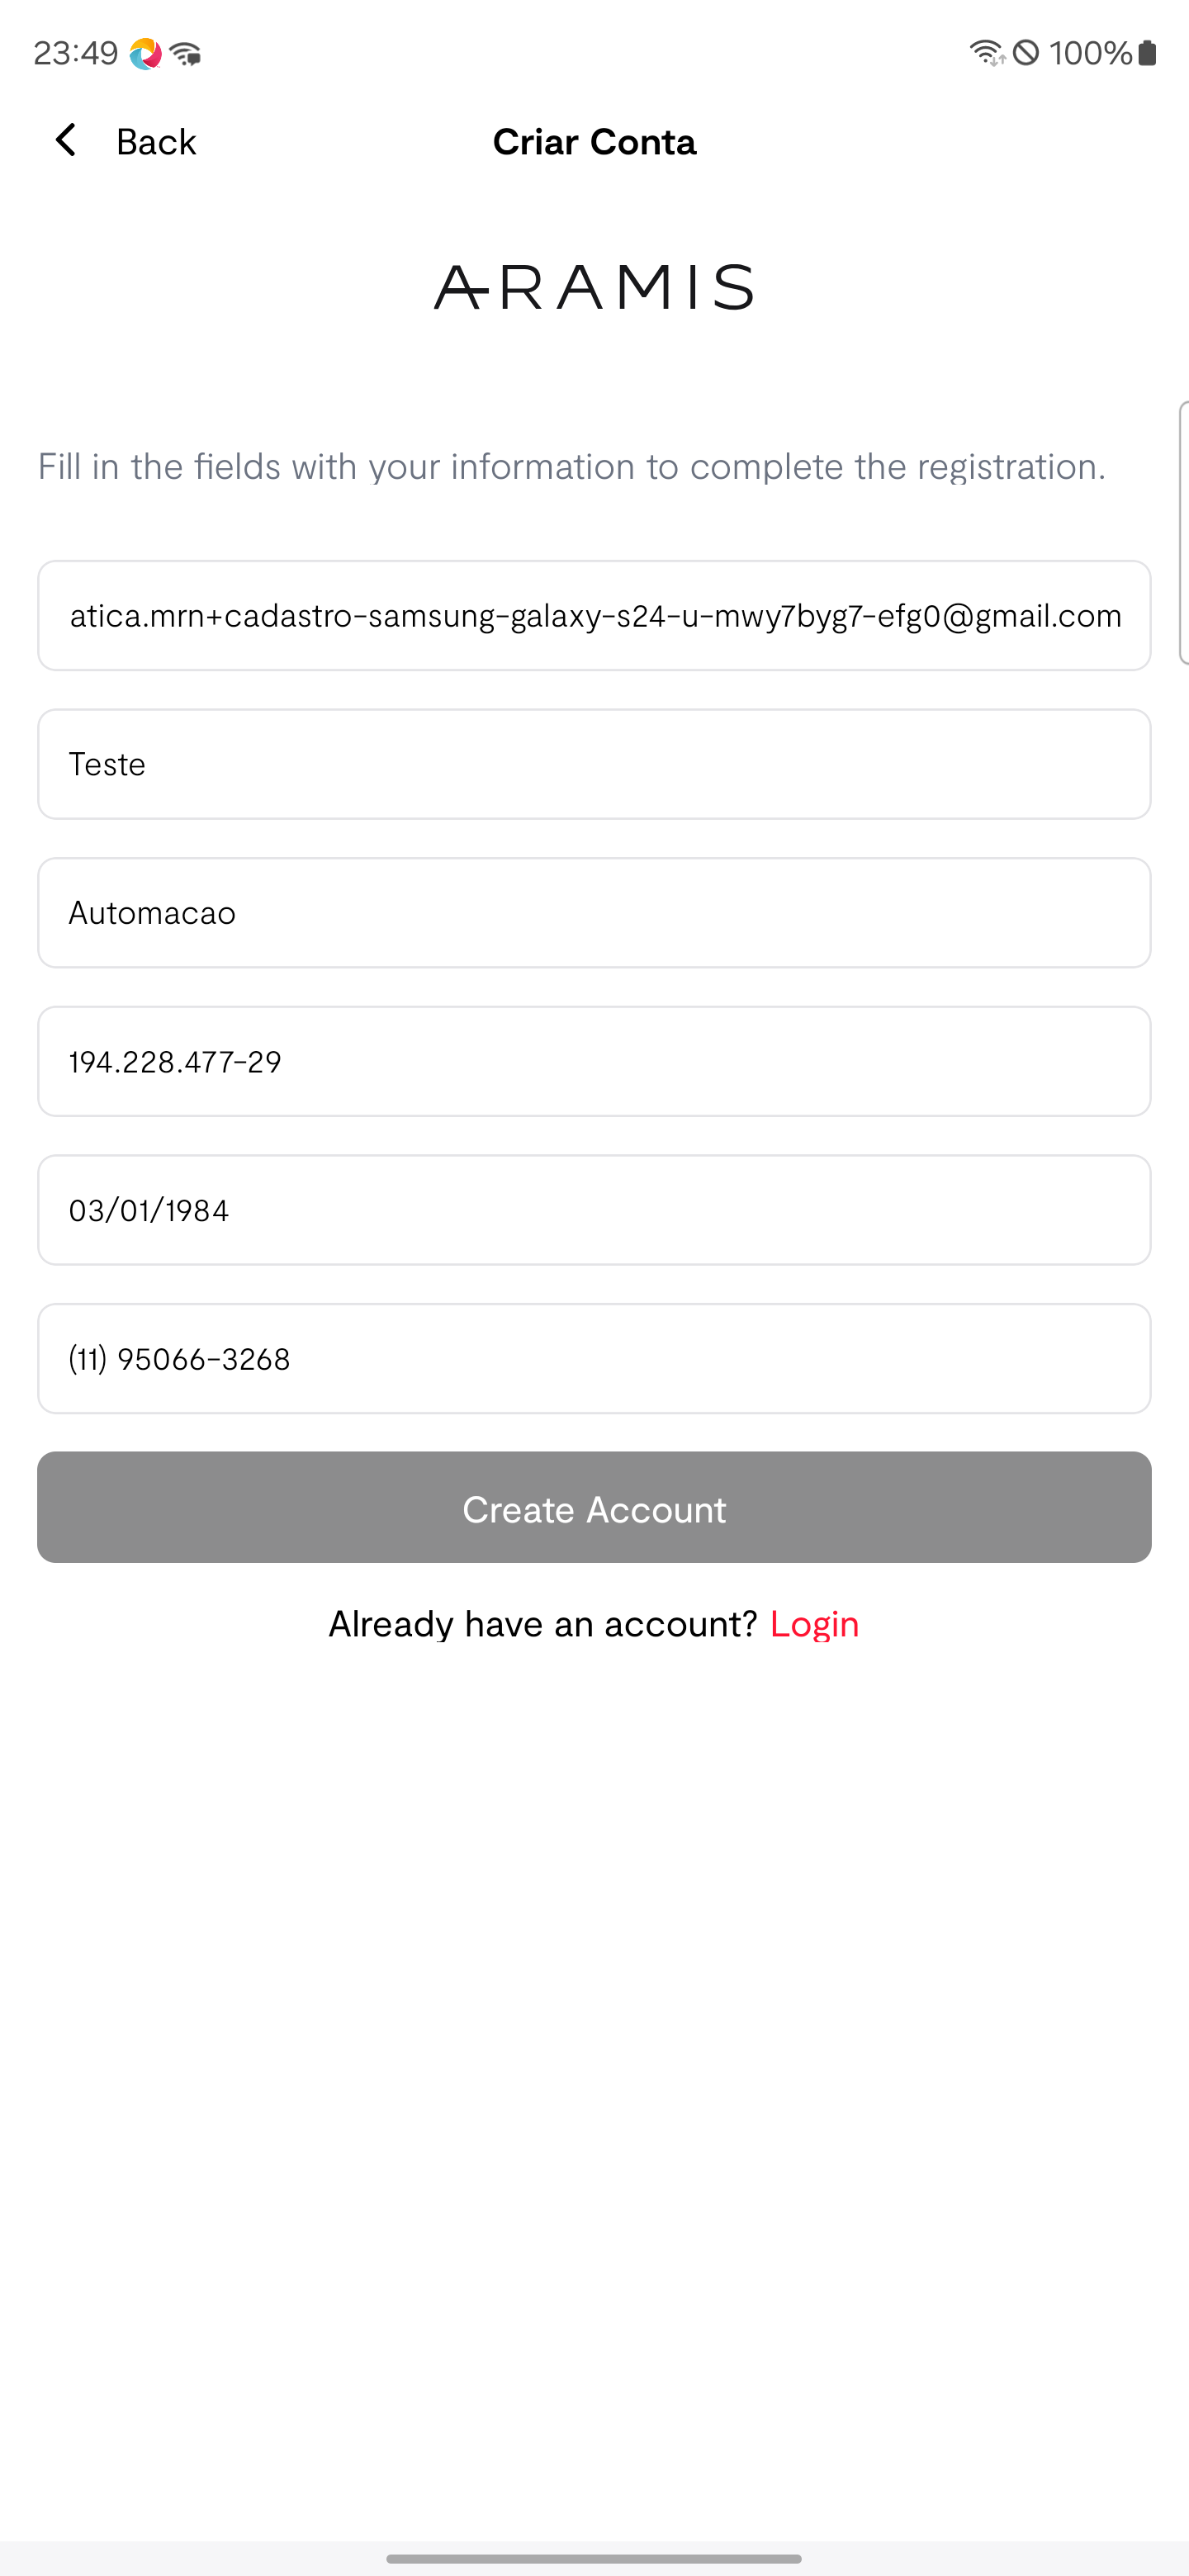 23:49
100%
Back
Criar Conta
ARAMIS
Fill in the fields with your information to complete the registration.
atica.mrn+cadastro-samsung-galaxy-s24-u-mwy7byg7-efg0@gmail.com
Teste
Automacao
194.228.477-29
03/01/1984
(11) 95066-3268
Create Account
Already have an account? Login